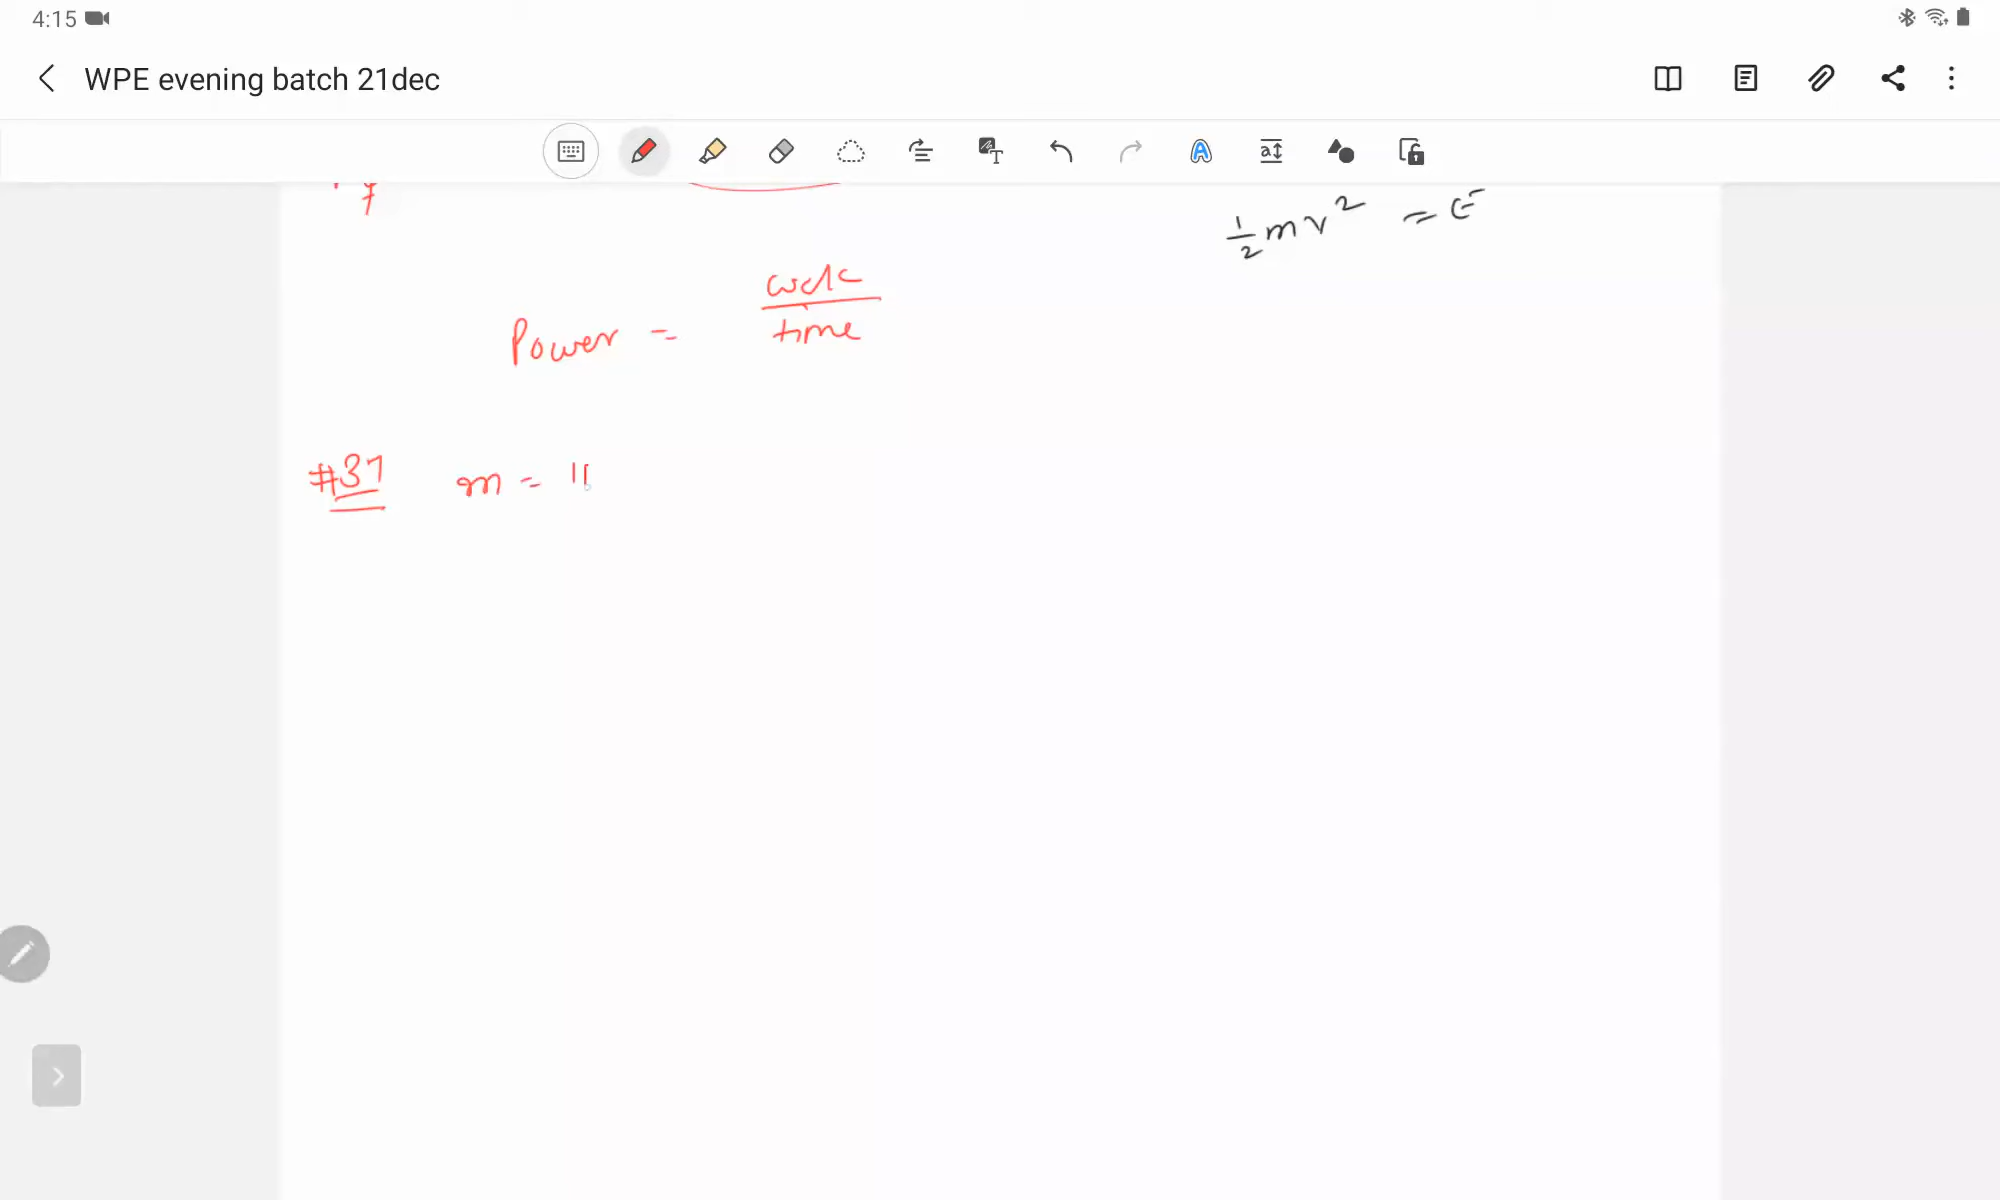 4:15
WPE evening batch 21dec
½mv² = E
Power = work / time
#37 m = 11